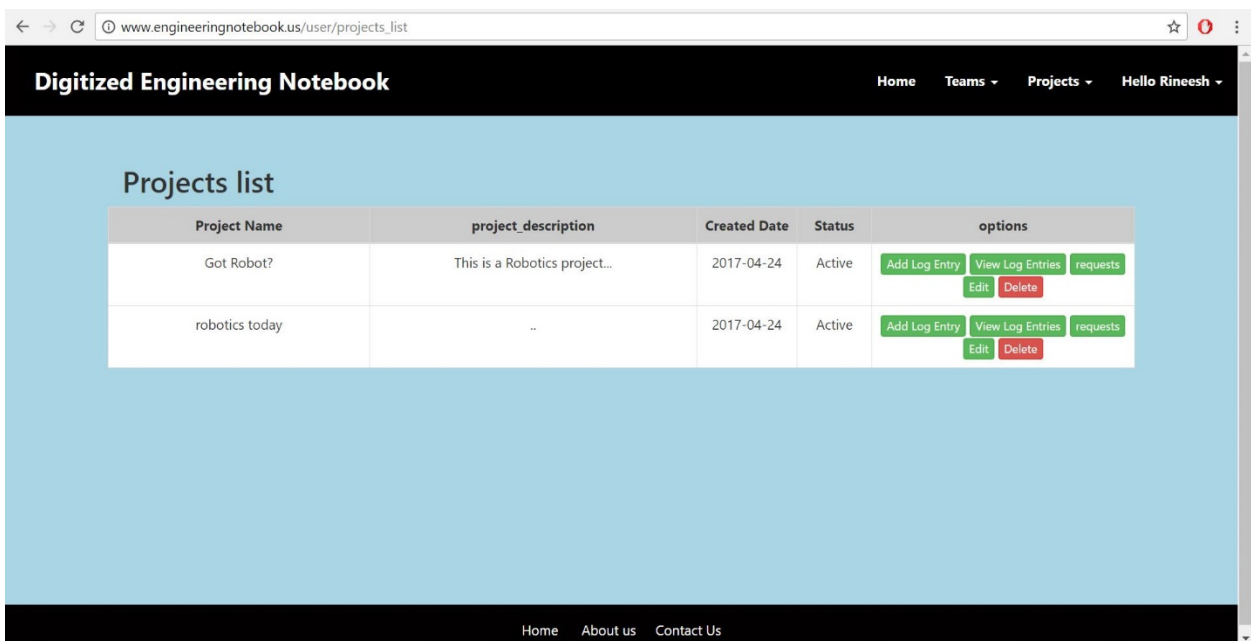 www.engineeringnotebook.us/user/projects_list
Digitized Engineering Notebook Home Teams Projects Hello Rineesh
Projects list
Project Name project_description Created Date Status options
Got Robot? This is a Robotics project... 2017-04-24 Active Add Log Entry View Log Entries requests
Edit Delete
robotics today .. 2017-04-24 Active Add Log Entry View Log Entries requests
Edit Delete
Home About us Contact Us